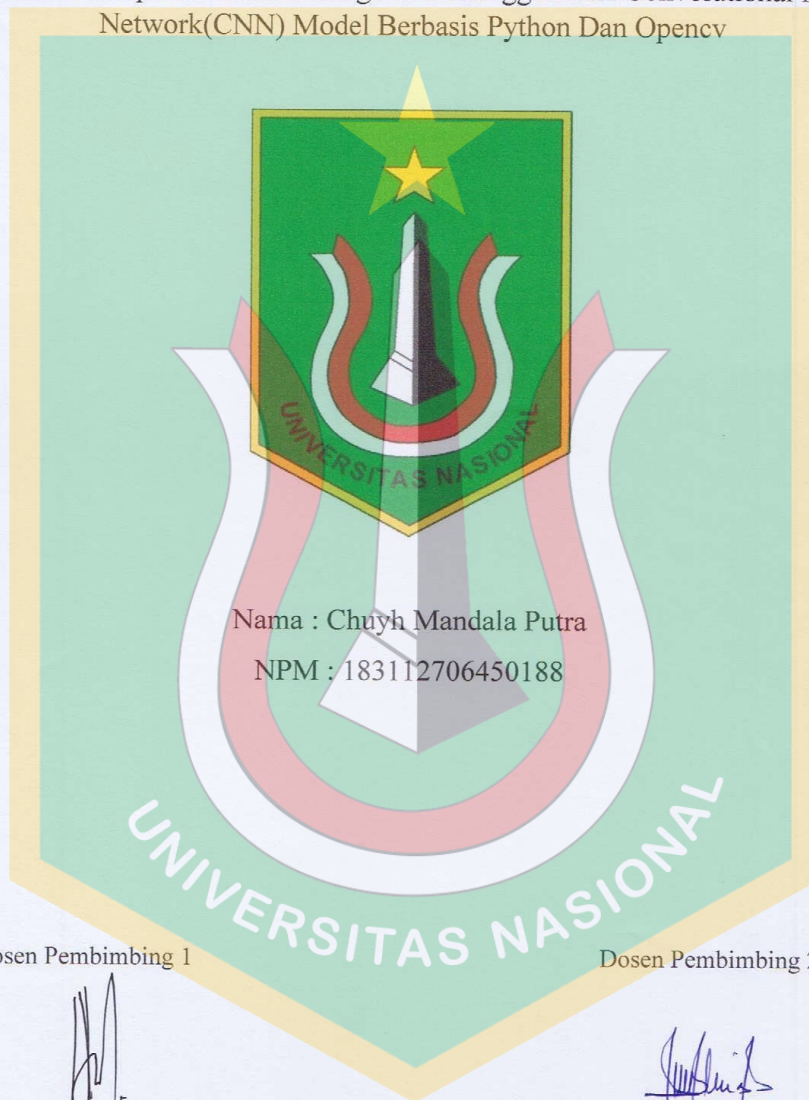 Network(CNN) Model Berbasis Python Dan Opencv
UNIVERSITAS NASIONAL
Nama : Chuyh Mandala Putra
NPM : 183112706450188
UNIVERSITAS NASIONAL
osen Pembimbing 1
Dosen Pembimbing